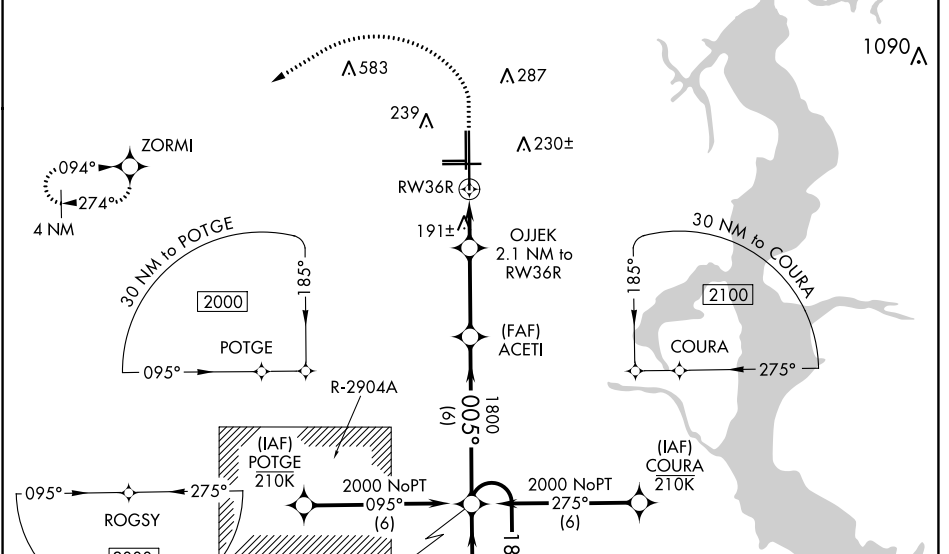 1090
583
287
239
230±
ZORMI
094°
274°
4 NM
RW36R
191±
OJJEK
2.1 NM to
RW36R
30 NM to POTGE
185°
2000
POTGE
095°
30 NM to COURA
185°
2100
COURA
275°
(FAF)
ACETI
R-2904A
1800
005°
(6)
(IAF)
POTGE
210K
2000 NoPT
095°
(6)
(IAF)
COURA
210K
2000 NoPT
275°
(6)
095°
275°
ROGSY